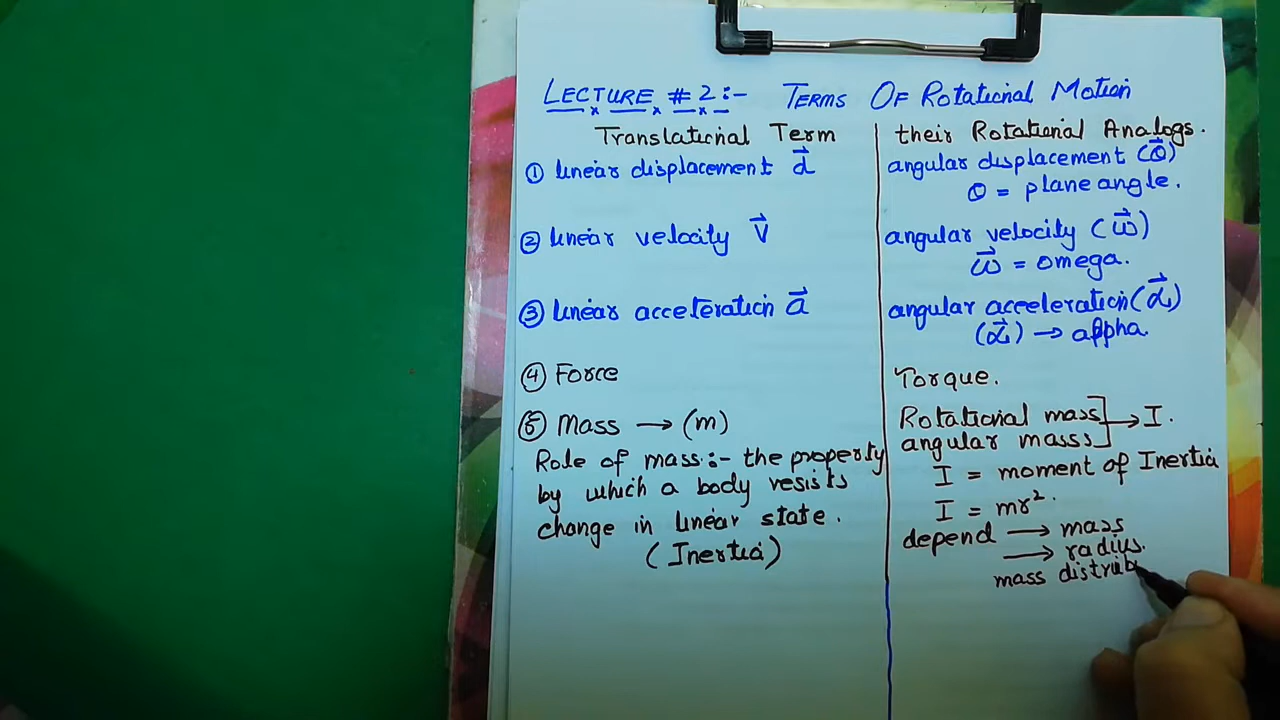 LECTURE # 2 :- TERMS OF Rotational Motion
Translational Term
their Rotational Analogs.
① linear displacement d⃗
angular displacement (θ⃗)
θ = plane angle.
② linear velocity V⃗
angular velocity (ω⃗)
ω⃗ = omega.
③ linear acceleration a⃗
angular acceleration (α⃗)
(α⃗) → alpha
④ Force
Torque.
⑤ Mass → (m)
Rotational mass
angular masss → I.
Role of mass :- the property
by which a body resists
change in linear state.
(Inertia)
I = moment of Inertia
I = mr².
depend → mass
→ radius.
mass distrib